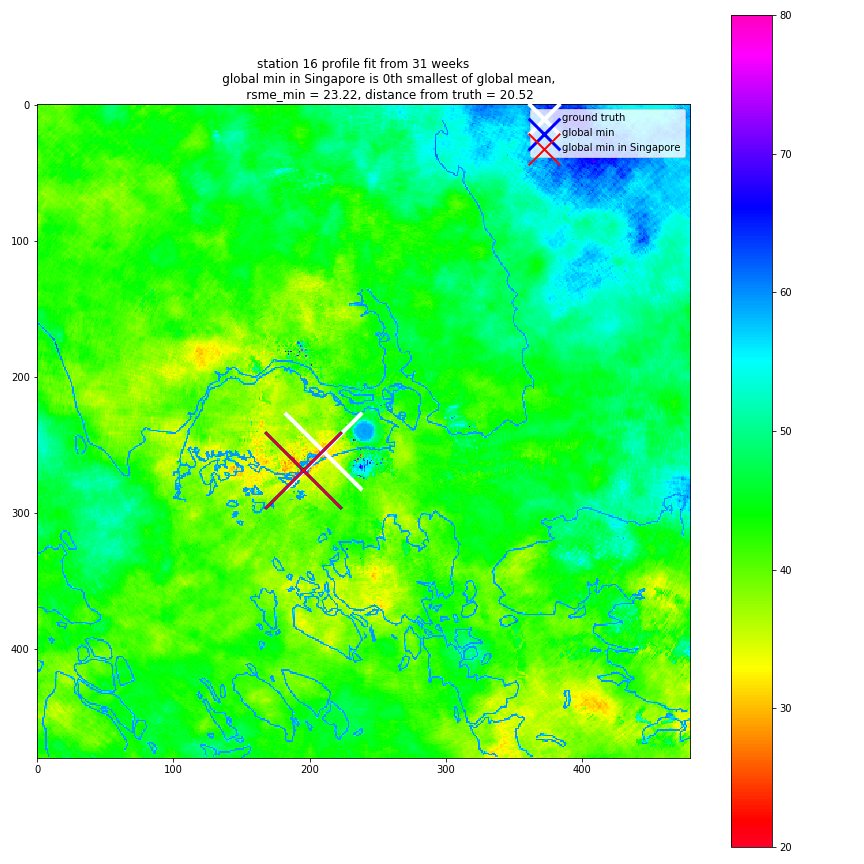 station 16 profile fit from 31 weeks
global min in Singapore is 0th smallest of global mean,
rsme_min = 23.22, distance from truth = 20.52
ground truth
global min
global min in Singapore
0
100
200
300
400
0
100
200
300
400
80
70
60
50
40
30
20